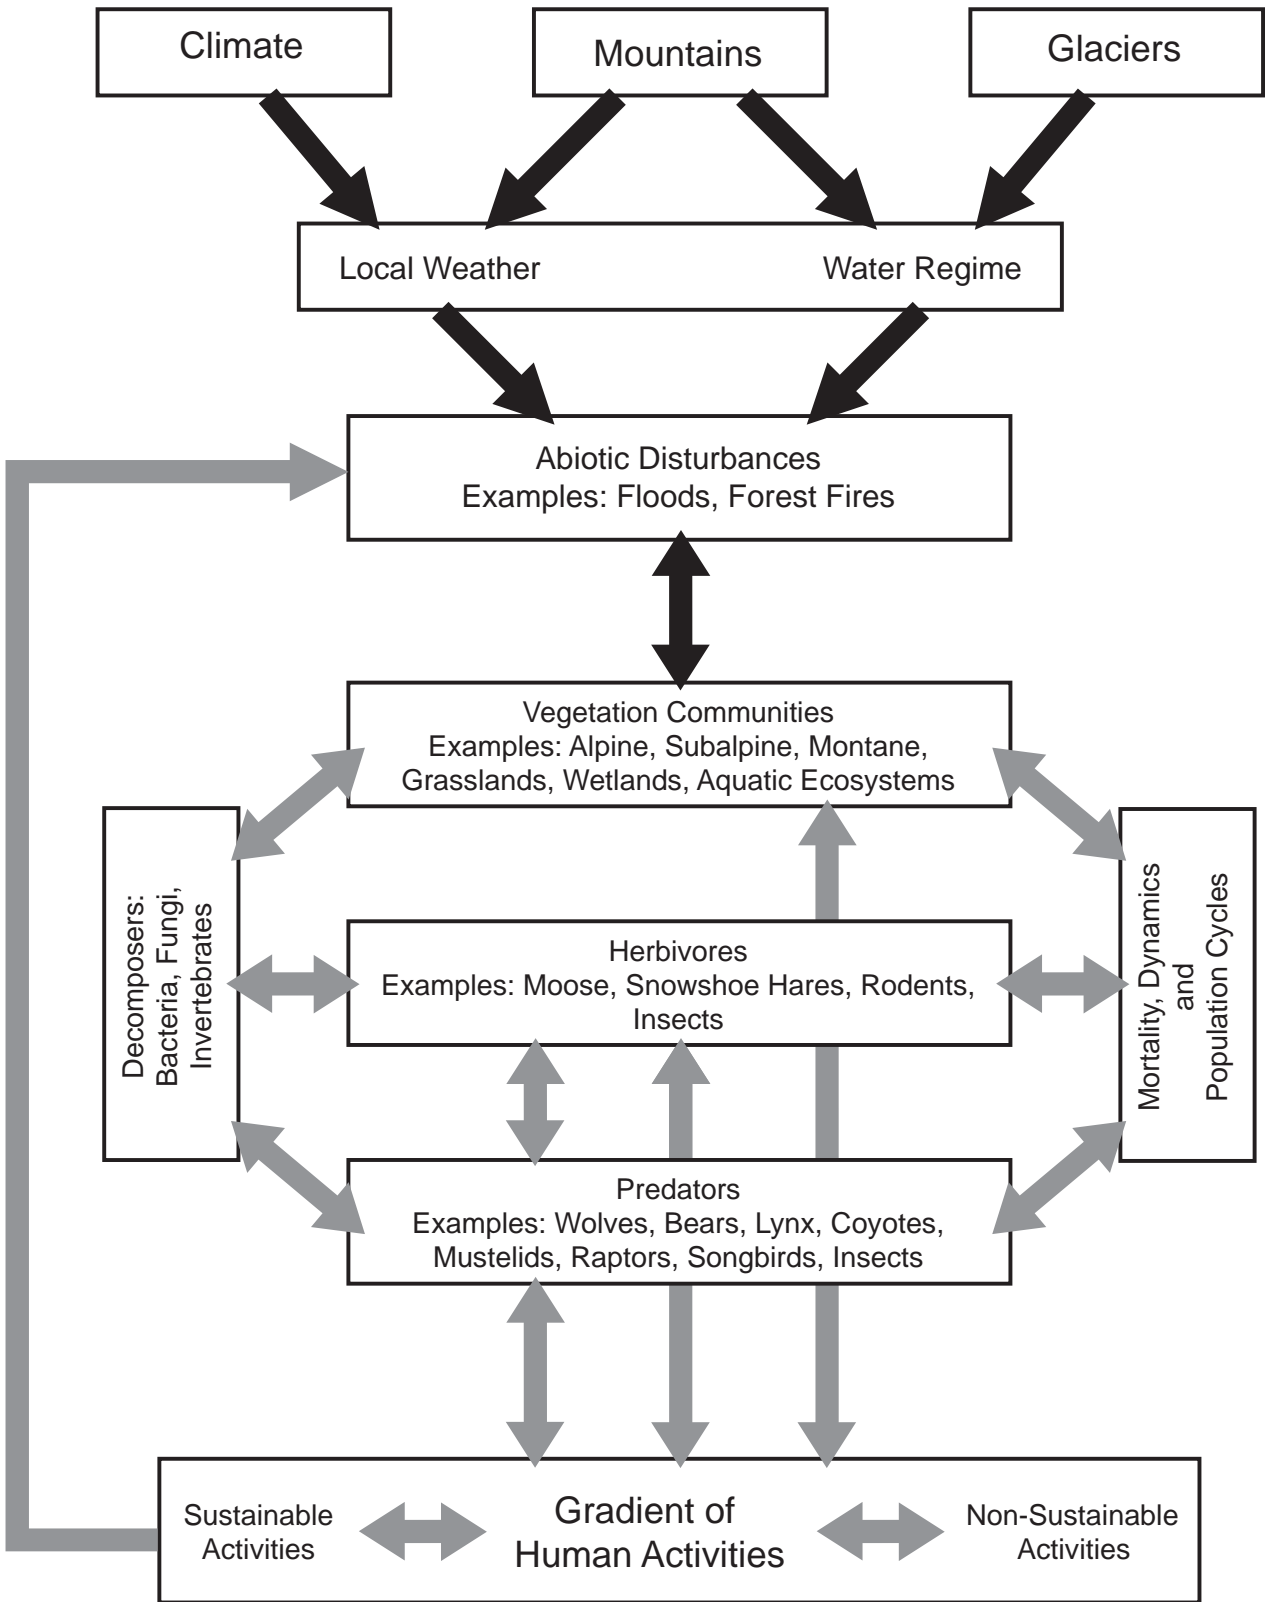 Climate
Mountains
Glaciers
Local Weather
Water Regime
Abiotic Disturbances
Examples: Floods, Forest Fires
Vegetation Communities
Examples: Alpine, Subalpine, Montane,
Grasslands, Wetlands, Aquatic Ecosystems
Decomposers:
Bacteria, Fungi,
Invertebrates
Herbivores
Examples: Moose, Snowshoe Hares, Rodents,
Insects
Mortality, Dynamics
and
Population Cycles
Predators
Examples: Wolves, Bears, Lynx, Coyotes,
Mustelids, Raptors, Songbirds, Insects
Sustainable
Activities
Gradient of
Human Activities
Non-Sustainable
Activities